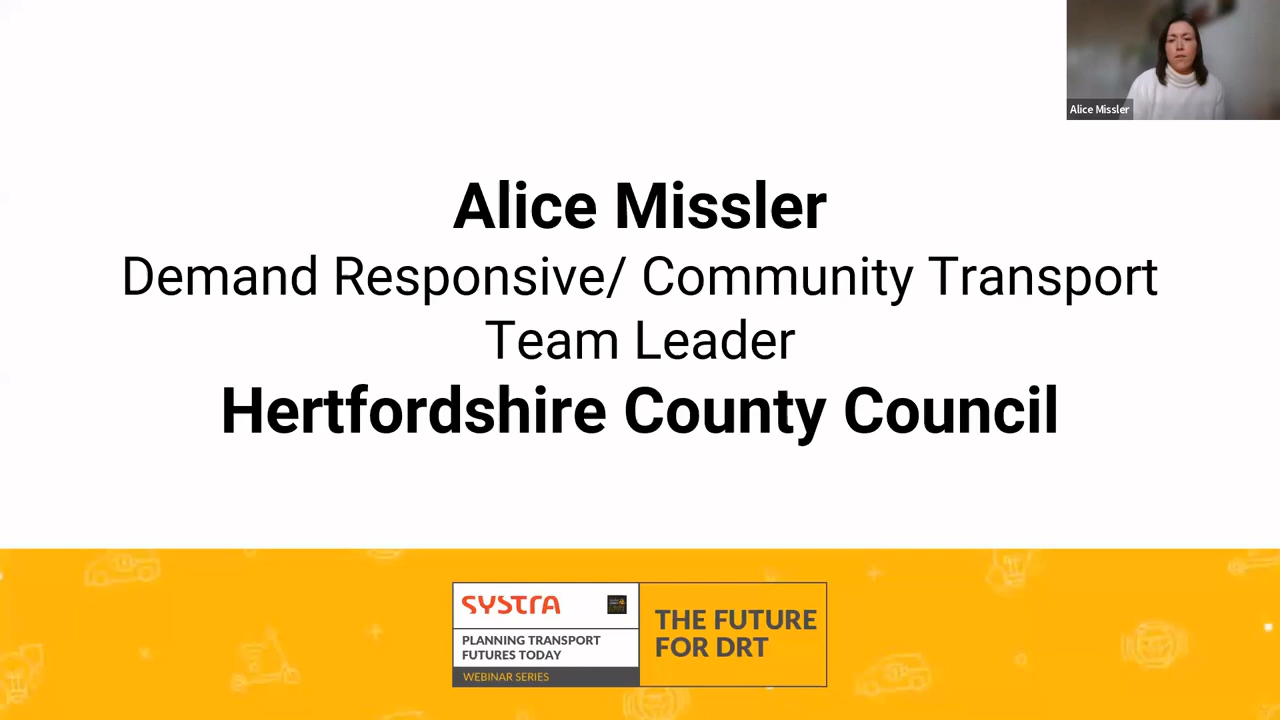 Alice Missler
Alice Missler
Demand Responsive/ Community Transport
Team Leader
Hertfordshire County Council
SYSTRA
PLANNING TRANSPORT
FUTURES TODAY
WEBINAR SERIES
THE FUTURE
FOR DRT